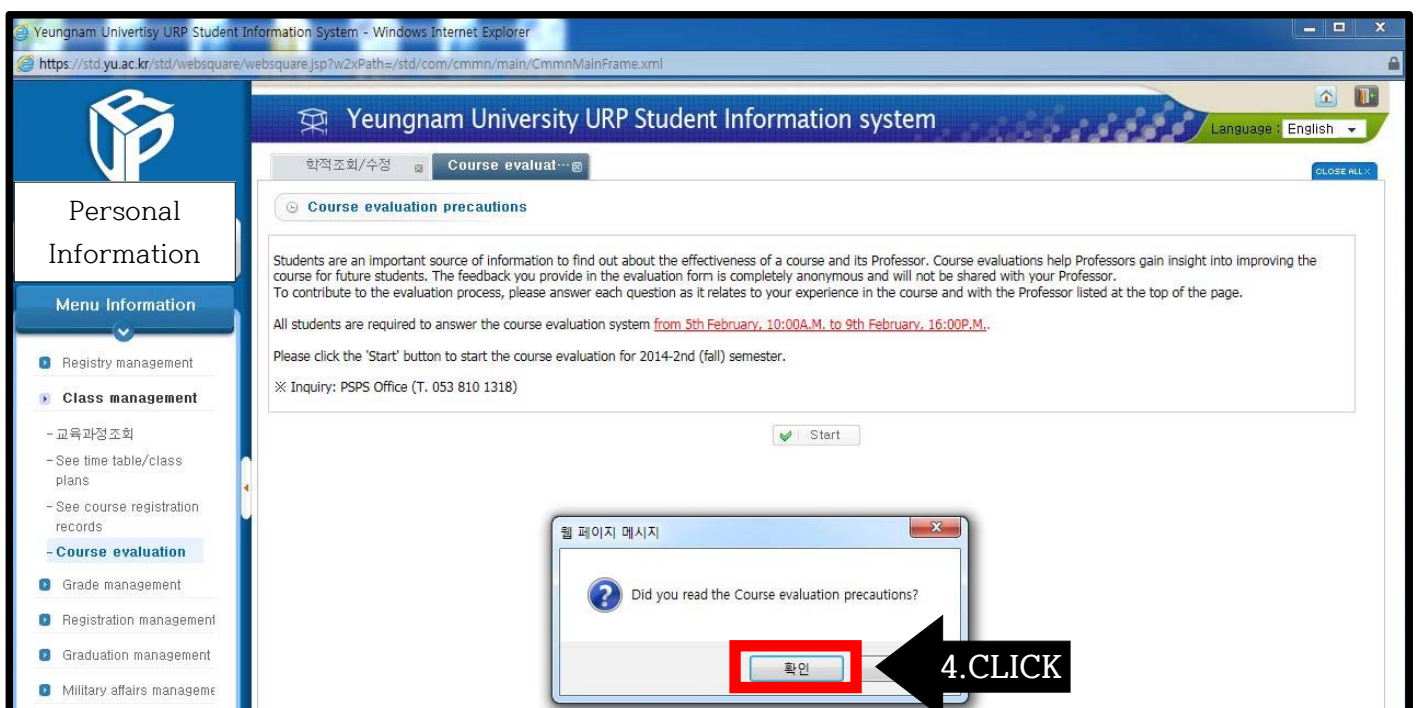 Yeungnam Univertisy URP Student Information System - Windows Internet Explorer
https://std.yu.ac.kr/std/websquare/websquare.jsp?w2xPath=/std/com/cmmn/main/CmmnMainFrame.xml
Yeungnam University URP Student Information system
Language : English
학적조회/수정
Course evaluat…
CLOSE ALL X
Personal
Information
Course evaluation precautions
Students are an important source of information to find out about the effectiveness of a course and its Professor. Course evaluations help Professors gain insight into improving the
course for future students. The feedback you provide in the evaluation form is completely anonymous and will not be shared with your Professor.
To contribute to the evaluation process, please answer each question as it relates to your experience in the course and with the Professor listed at the top of the page.
All students are required to answer the course evaluation system from 5th February, 10:00A.M. to 9th February, 16:00P.M..
Please click the 'Start' button to start the course evaluation for 2014-2nd (fall) semester.
※ Inquiry: PSPS Office (T. 053 810 1318)
Start
Menu Information
Registry management
Class management
- 교육과정조회
- See time table/class
plans
- See course registration
records
- Course evaluation
Grade management
Registration management
Graduation management
Military affairs manageme
웹 페이지 메시지
Did you read the Course evaluation precautions?
확인
4.CLICK